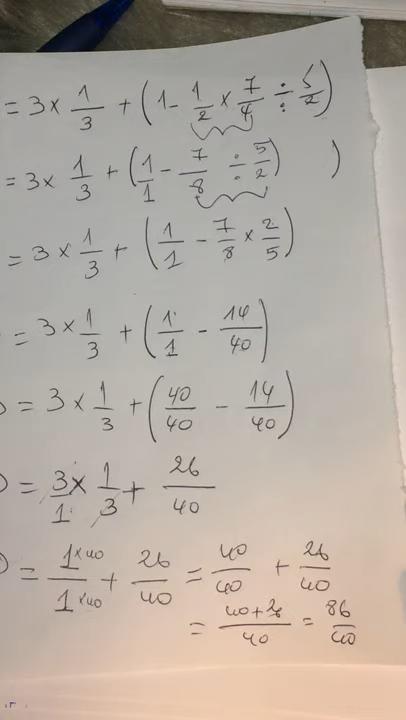 = 3 × 1/3 + (1 - 1/2 × 7/4 ÷ 5/2)
= 3 × 1/3 + (1/1 - 7/8 ÷ 5/2) )
= 3 × 1/3 + (1/1 - 7/8 × 2/5)
= 3 × 1/3 + (1/1 - 14/40)
= 3 × 1/3 + (40/40 - 14/40)
= 3/1 × 1/3 + 26/40
= 1×40/1×40 + 26/40 = 40/40 + 26/40
= 40+26/40 = 86/40